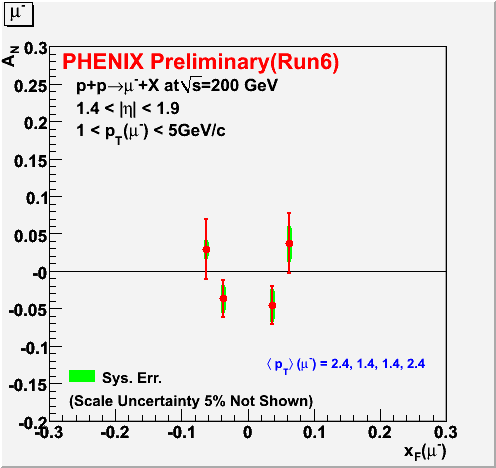 μ-
A_N
PHENIX Preliminary(Run6)
p+p→μ-+X at√s=200 GeV
1.4 < |η| < 1.9
1 < p_T(μ-) < 5GeV/c
0.3
0.25
0.2
0.15
0.1
0.05
-0
-0.05
-0.1
-0.15
-0.2
⟨ p_T⟩(μ-) = 2.4, 1.4, 1.4, 2.4
Sys. Err.
(Scale Uncertainty 5% Not Shown)
-0.3 -0.2 -0.1 0 0.1 0.2 0.3
x_F(μ-)